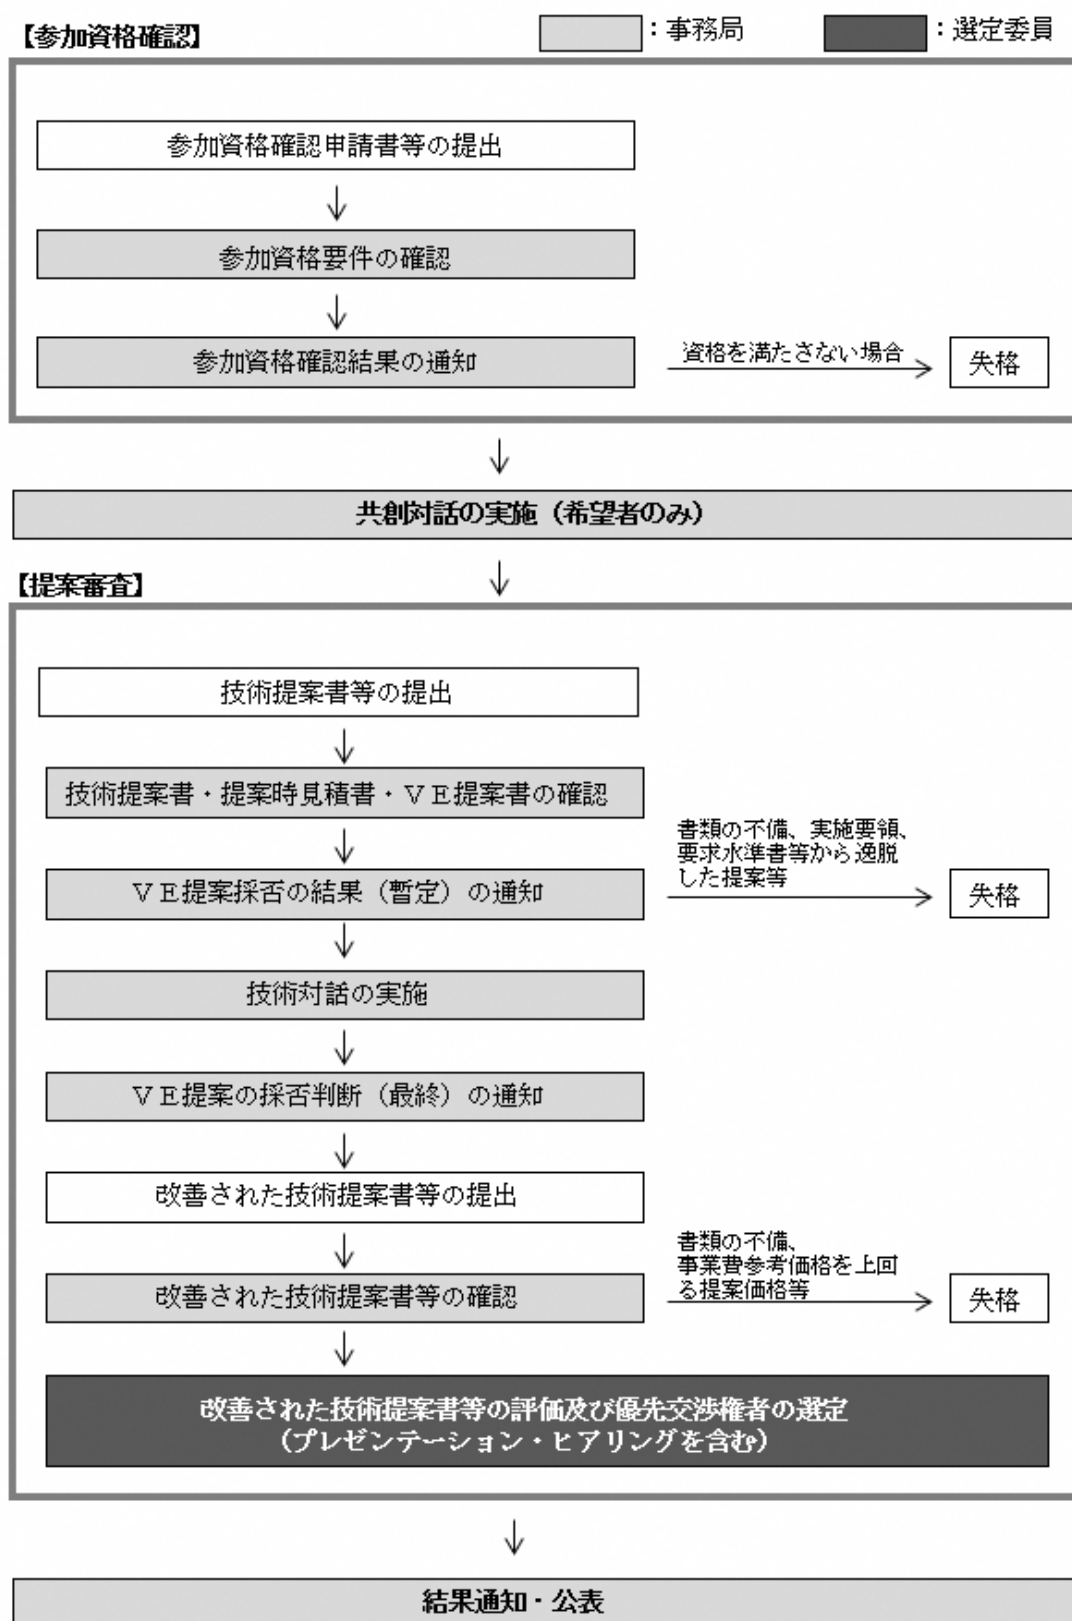 【参加資格確認】
：事務局
：選定委員
参加資格確認申請書等の提出
↓
参加資格要件の確認
↓
参加資格確認結果の通知
資格を満たさない場合
失格
↓
共創対話の実施（希望者のみ）
↓
【提案審査】
技術提案書等の提出
↓
技術提案書・提案時見積書・ＶＥ提案書の確認
↓
書類の不備、実施要領、
要求水準書等から逸脱
した提案等
ＶＥ提案採否の結果（暫定）の通知
失格
↓
技術対話の実施
↓
ＶＥ提案の採否判断（最終）の通知
↓
改善された技術提案書等の提出
↓
書類の不備、
事業費参考価格を上回
る提案価格等
改善された技術提案書等の確認
失格
↓
改善された技術提案書等の評価及び優先交渉権者の選定
（プレゼンテーション・ヒアリングを含む）
↓
結果通知・公表